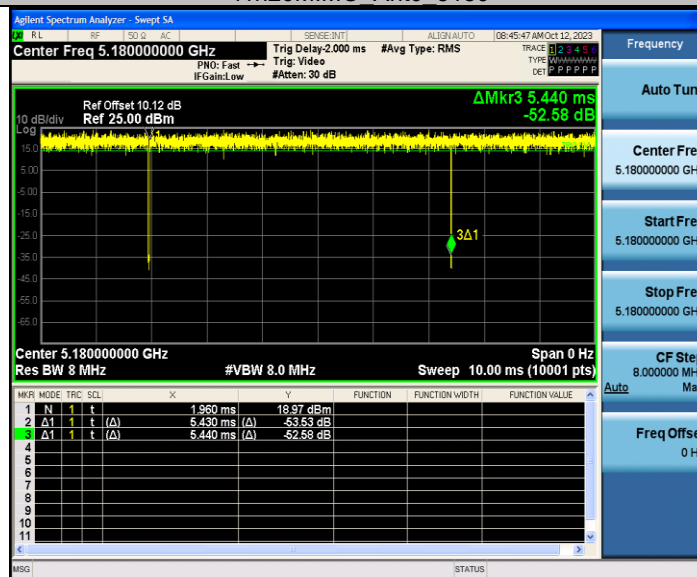 Agilent Spectrum Analyzer - Swept SA
RL RF 50 Ω AC SENSE:INT ALIGNAUTO 08:45:47 AM Oct 12, 2023
Center Freq 5.180000000 GHz
PNO: Fast
IFGain:Low
Trig Delay-2.000 ms
Trig: Video
#Atten: 30 dB
#Avg Type: RMS
TRACE 1 2 3 4 5 6
TYPE WWWWWW
DET P P P P P P
Frequency
Auto Tun
Center Fre
5.180000000 GH
Start Fre
5.180000000 GH
Stop Fre
5.180000000 GH
CF Ste
8.000000 MH
Auto Ma
Freq Offse
0 H
ΔMkr3 5.440 ms
-52.58 dB
Ref Offset 10.12 dB
10 dB/div Ref 25.00 dBm
Log
15.0
5.00
-5.00
-15.0
-25.0
-35.0
-45.0
-55.0
-65.0
3Δ1
Center 5.180000000 GHz Span 0 Hz
Res BW 8 MHz #VBW 8.0 MHz Sweep 10.00 ms (10001 pts)
MKR MODE TRC SCL X Y FUNCTION FUNCTION WIDTH FUNCTION VALUE
1 N 1 t 1.960 ms 18.97 dBm
2 Δ1 1 t (Δ) 5.430 ms (Δ) -53.53 dB
3 Δ1 1 t (Δ) 5.440 ms (Δ) -52.58 dB
4
5
6
7
8
9
10
11
MSG STATUS